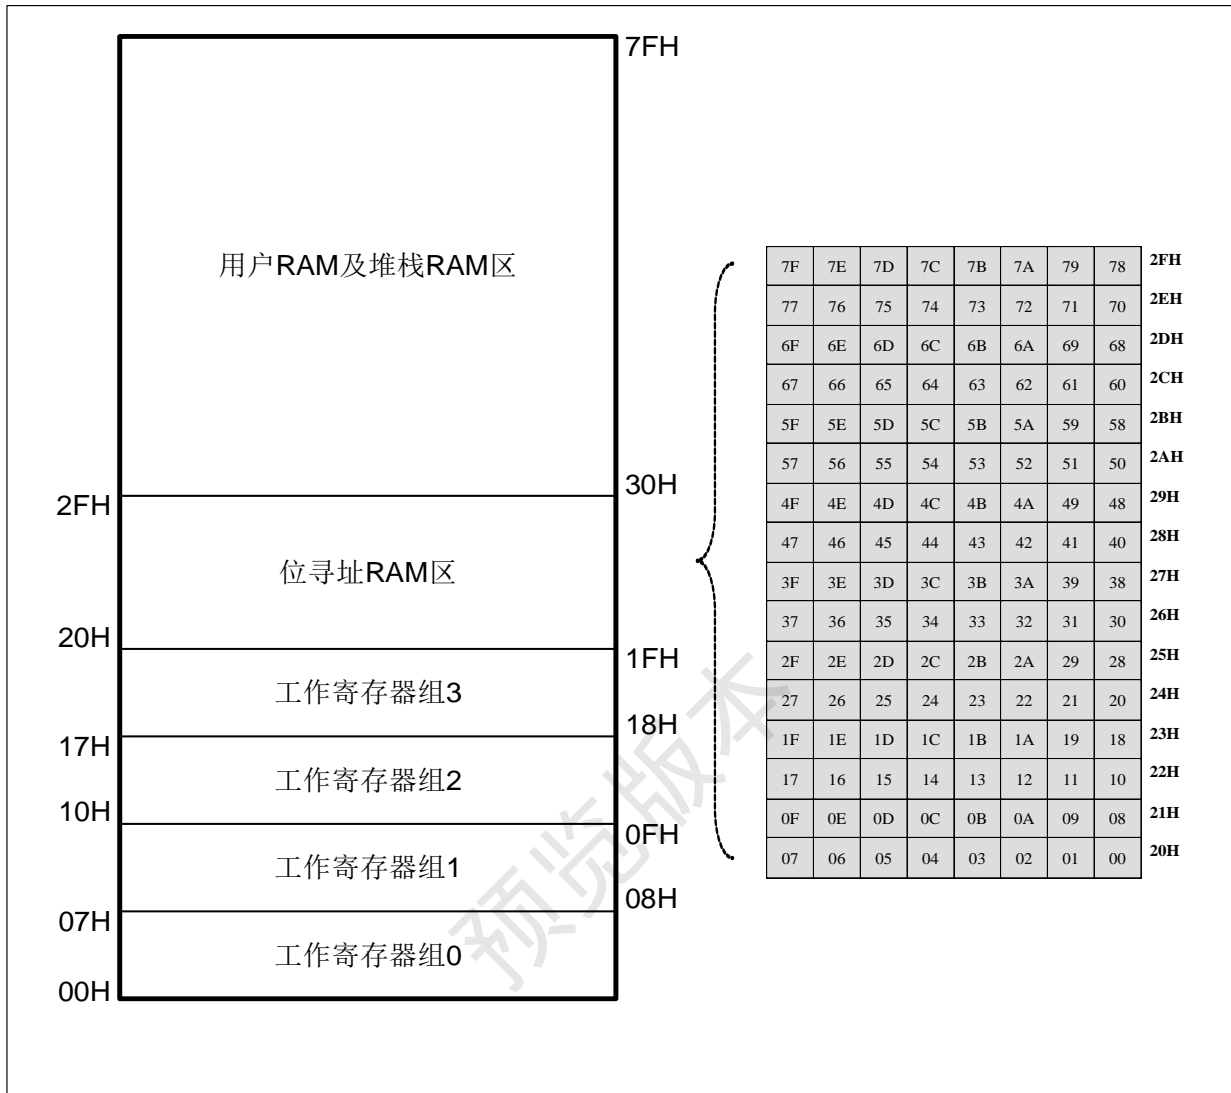 7FH
用户RAM及堆栈RAM区
30H
2FH
位寻址RAM区
20H
1FH
工作寄存器组3
18H
17H
工作寄存器组2
10H
0FH
工作寄存器组1
08H
07H
工作寄存器组0
00H
7F 7E 7D 7C 7B 7A 79 78 2FH
77 76 75 74 73 72 71 70 2EH
6F 6E 6D 6C 6B 6A 69 68 2DH
67 66 65 64 63 62 61 60 2CH
5F 5E 5D 5C 5B 5A 59 58 2BH
57 56 55 54 53 52 51 50 2AH
4F 4E 4D 4C 4B 4A 49 48 29H
47 46 45 44 43 42 41 40 28H
3F 3E 3D 3C 3B 3A 39 38 27H
37 36 35 34 33 32 31 30 26H
2F 2E 2D 2C 2B 2A 29 28 25H
27 26 25 24 23 22 21 20 24H
1F 1E 1D 1C 1B 1A 19 18 23H
17 16 15 14 13 12 11 10 22H
0F 0E 0D 0C 0B 0A 09 08 21H
07 06 05 04 03 02 01 00 20H
预览版本